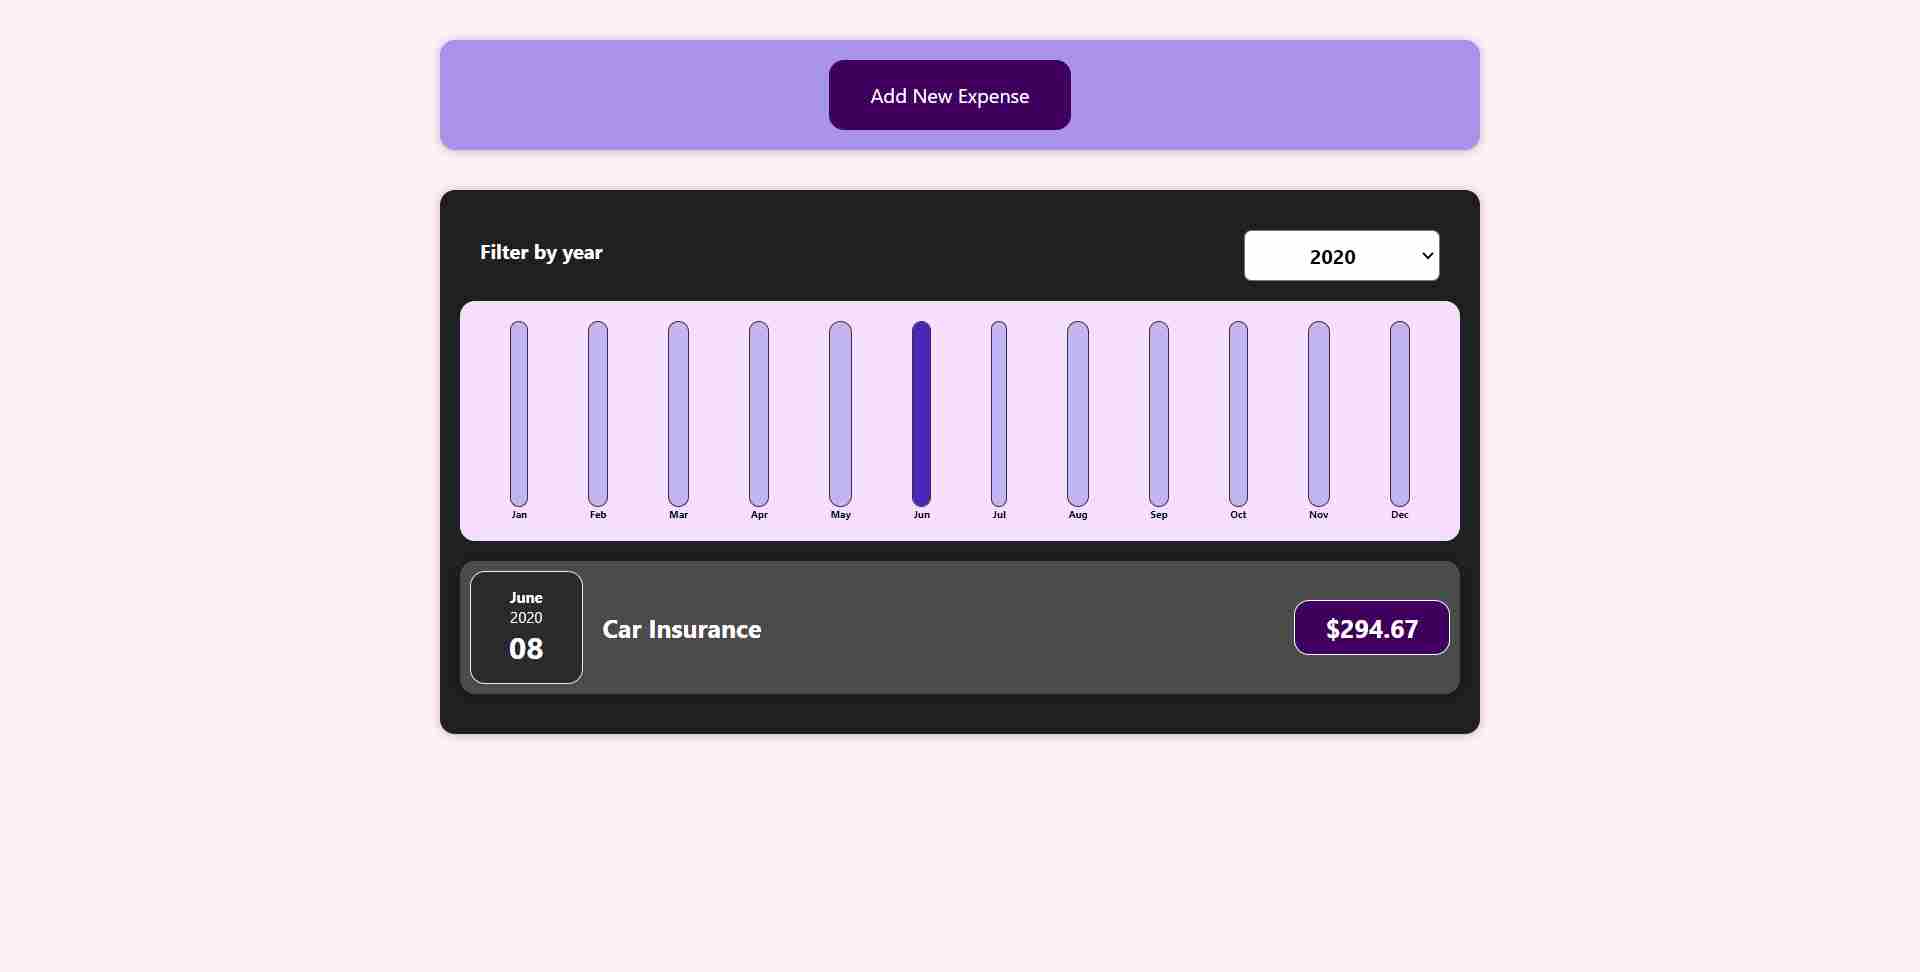 Add New Expense
Filter by year
2020
Jan Feb Mar Apr May Jun Jul Aug Sep Oct Nov Dec
June
2020
08
Car Insurance
$294.67